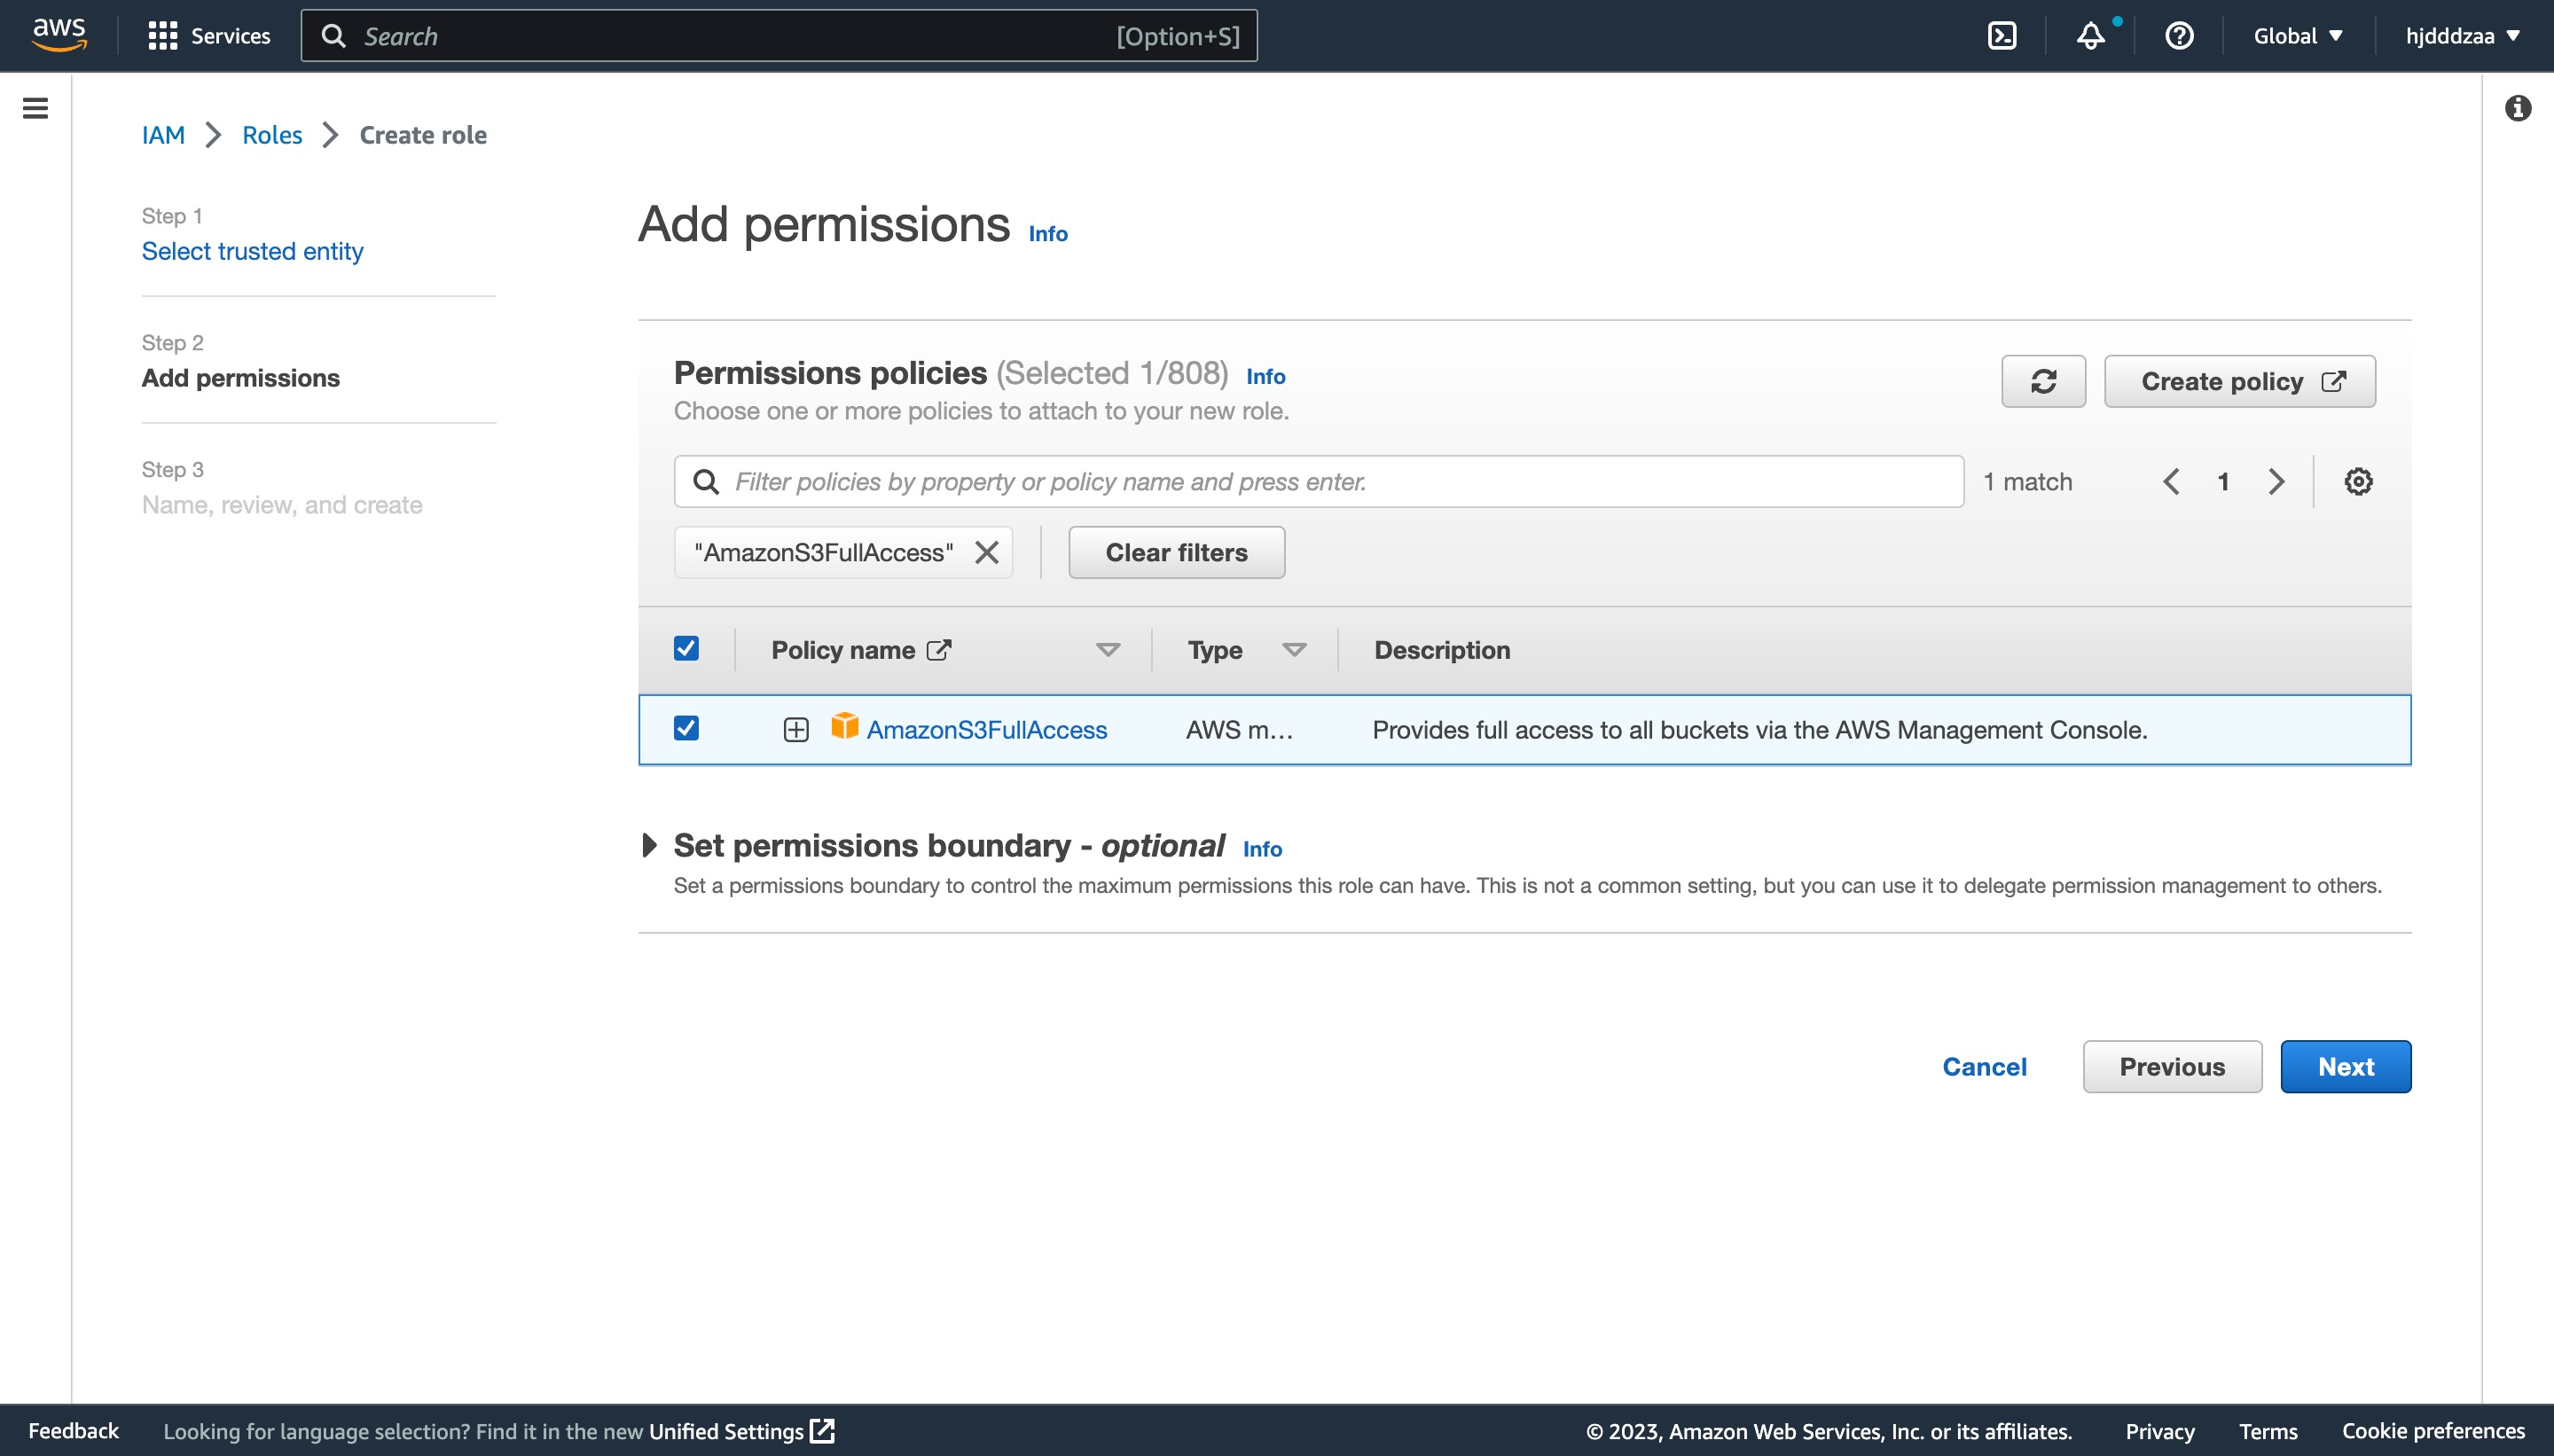 aws
Services
Search
[Option+S]
Global
hjdddzaa
IAM
Roles
Create role
Step 1
Select trusted entity
Step 2
Add permissions
Step 3
Name, review, and create
Add permissions Info
Permissions policies (Selected 1/808) Info
Choose one or more policies to attach to your new role.
Create policy
Filter policies by property or policy name and press enter.
1 match
1
"AmazonS3FullAccess"
Clear filters
Policy name
Type
Description
AmazonS3FullAccess
AWS m…
Provides full access to all buckets via the AWS Management Console.
Set permissions boundary - optional Info
Set a permissions boundary to control the maximum permissions this role can have. This is not a common setting, but you can use it to delegate permission management to others.
Cancel
Previous
Next
Feedback
Looking for language selection? Find it in the new Unified Settings
© 2023, Amazon Web Services, Inc. or its affiliates.
Privacy
Terms
Cookie preferences